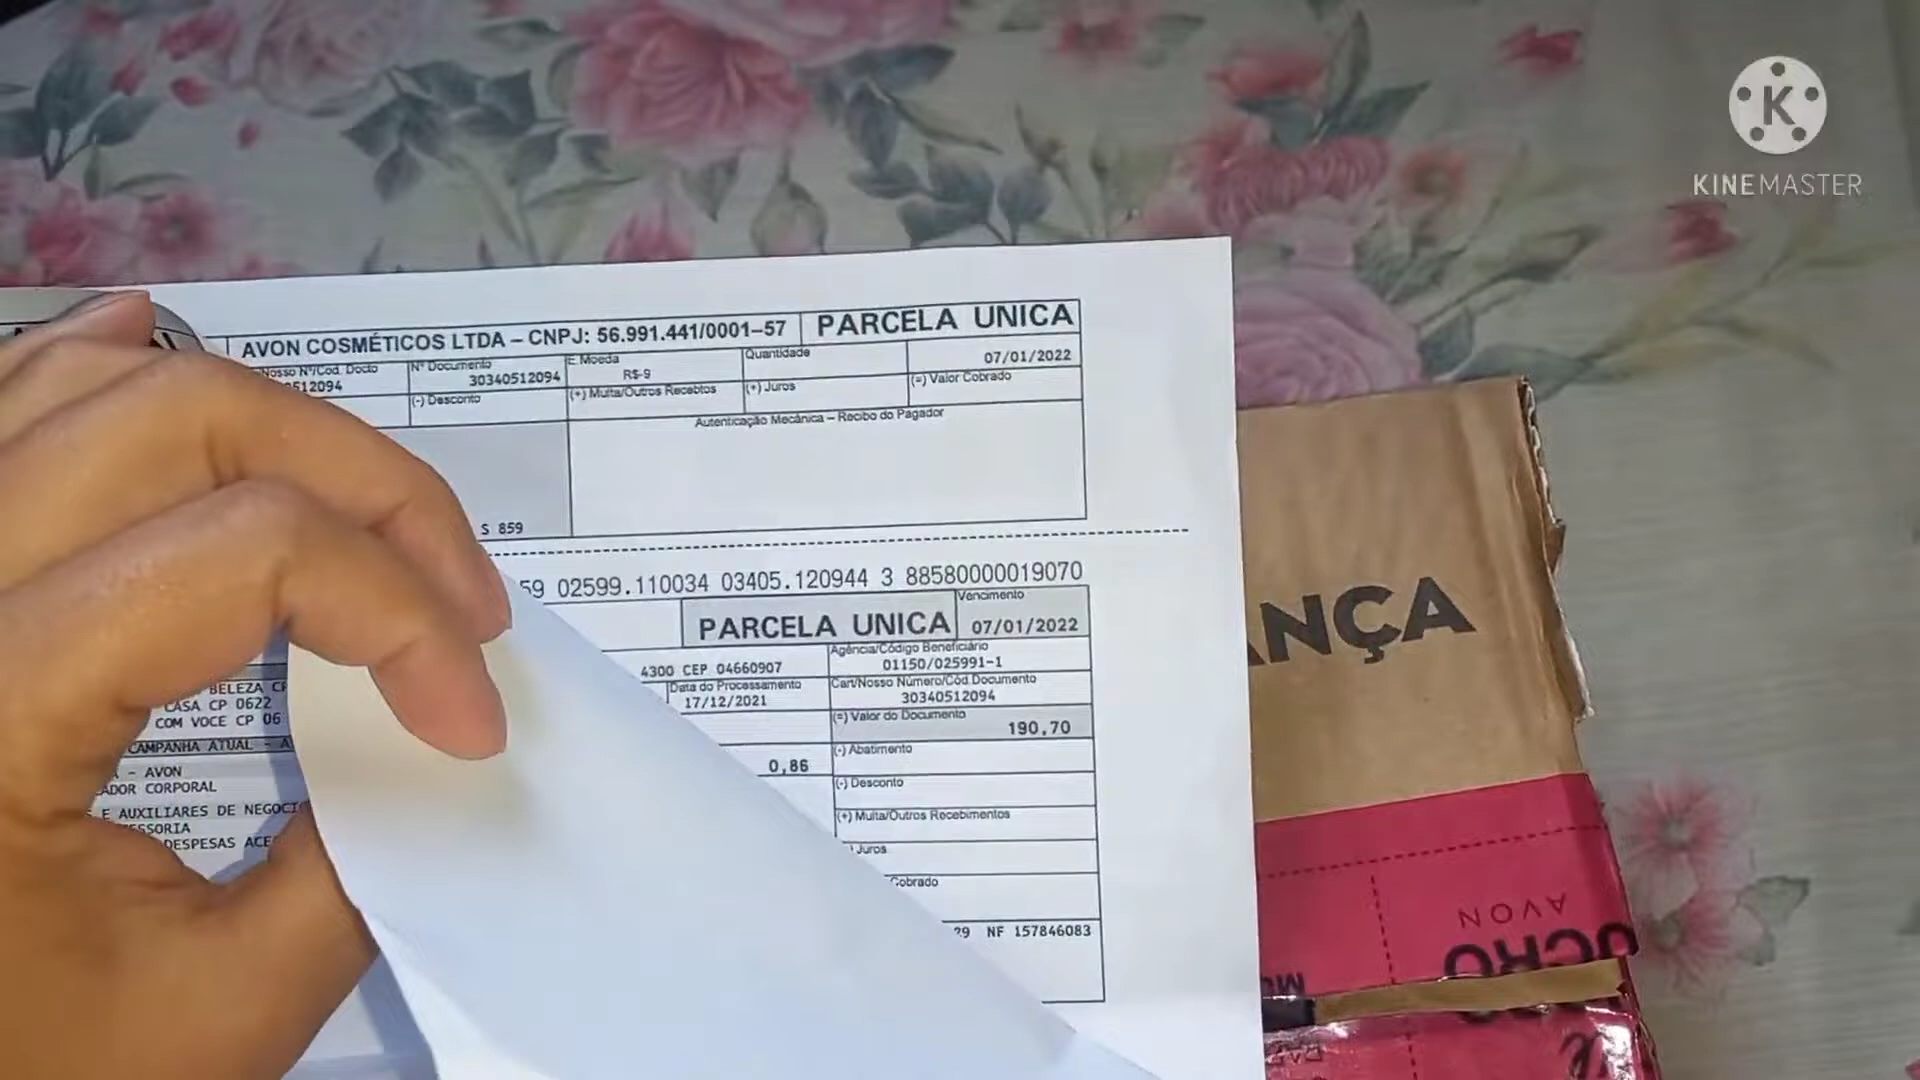 KINEMASTER
AVON COSMÉTICOS LTDA – CNPJ: 56.991.441/0001–57 PARCELA UNICA
Nosso Nº/Cod. Docto Nº Documento E. Moeda Quantidade 07/01/2022
0512094 30340512094 R$-9
(-) Desconto (+) Multa/Outros Recebtos (+) Juros (=) Valor Cobrado
Autenticação Mecânica – Recibo do Pagador
S 859
59 02599.110034 03405.120944 3 88580000019070
PARCELA UNICA Vencimento
07/01/2022
4300 CEP 04660907 Agência/Código Beneficiário
01150/025991-1
Data do Processamento Cart/Nosso Número/Cód Documento
17/12/2021 30340512094
(=) Valor do Documento
190,70
0,86 (-) Abatimento
(-) Desconto
(+) Multa/Outros Recebimentos
Juros
Cobrado
29 NF 157846083
BELEZA CP
CASA CP 0622
COM VOCE CP 06
CAMPANHA ATUAL - A
- AVON
ADOR CORPORAL
E AUXILIARES DE NEGOCI
ESSORIA
DESPESAS ACE
ANÇA
AVON